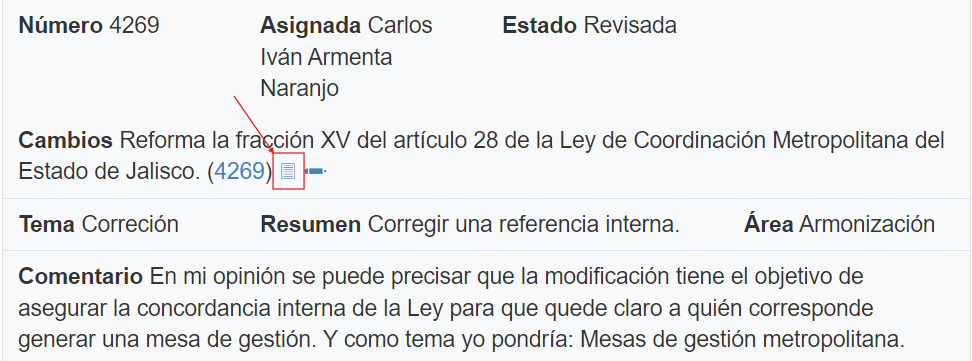 Número 4269 Asignada Carlos Estado Revisada
Iván Armenta
Naranjo
Cambios Reforma la fracción XV del artículo 28 de la Ley de Coordinación Metropolitana del
Estado de Jalisco. (4269)
Tema Correción Resumen Corregir una referencia interna. Área Armonización
Comentario En mi opinión se puede precisar que la modificación tiene el objetivo de
asegurar la concordancia interna de la Ley para que quede claro a quién corresponde
generar una mesa de gestión. Y como tema yo pondría: Mesas de gestión metropolitana.